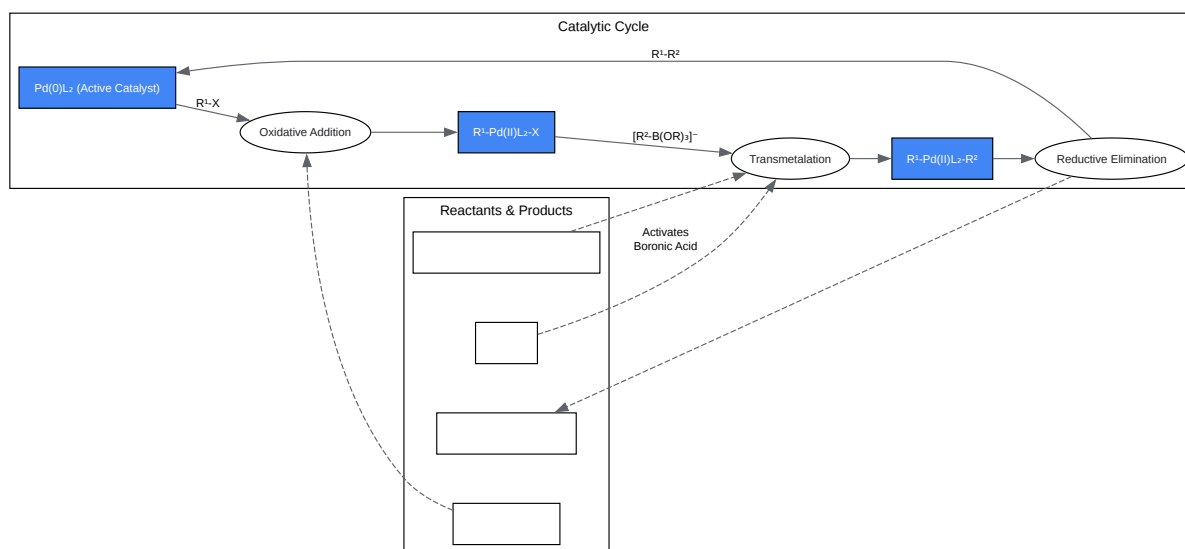 Catalytic Cycle
R¹-R²
Pd(0)L₂ (Active Catalyst)
R¹-X
Oxidative Addition
R¹-Pd(II)L₂-X
[R²-B(OR)₃]⁻
Transmetalation
R¹-Pd(II)L₂-R²
Reductive Elimination
Reactants & Products
Activates
Boronic Acid